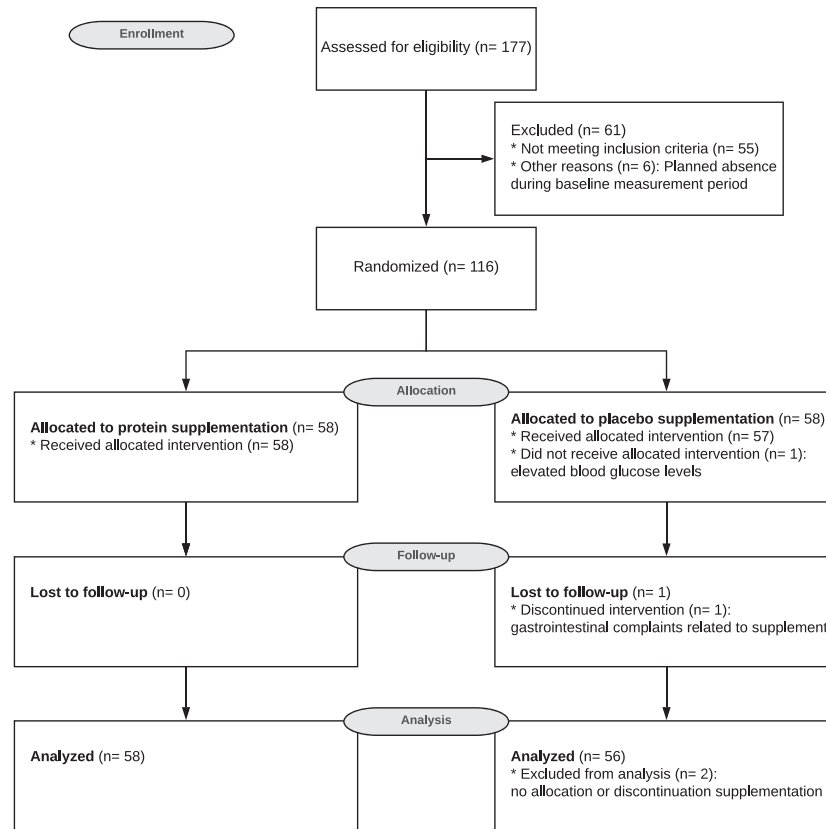 Enrollment
Assessed for eligibility (n= 177)
Excluded (n= 61)
* Not meeting inclusion criteria (n= 55)
* Other reasons (n= 6): Planned absence
during baseline measurement period
Randomized (n= 116)
Allocation
Allocated to protein supplementation (n= 58)
* Received allocated intervention (n= 58)
Allocated to placebo supplementation (n= 58)
* Received allocated intervention (n= 57)
* Did not receive allocated intervention (n= 1):
elevated blood glucose levels
Follow-up
Lost to follow-up (n= 0)
Lost to follow-up (n= 1)
* Discontinued intervention (n= 1):
gastrointestinal complaints related to supplement
Analysis
Analyzed (n= 58)
Analyzed (n= 56)
* Excluded from analysis (n= 2):
no allocation or discontinuation supplementation